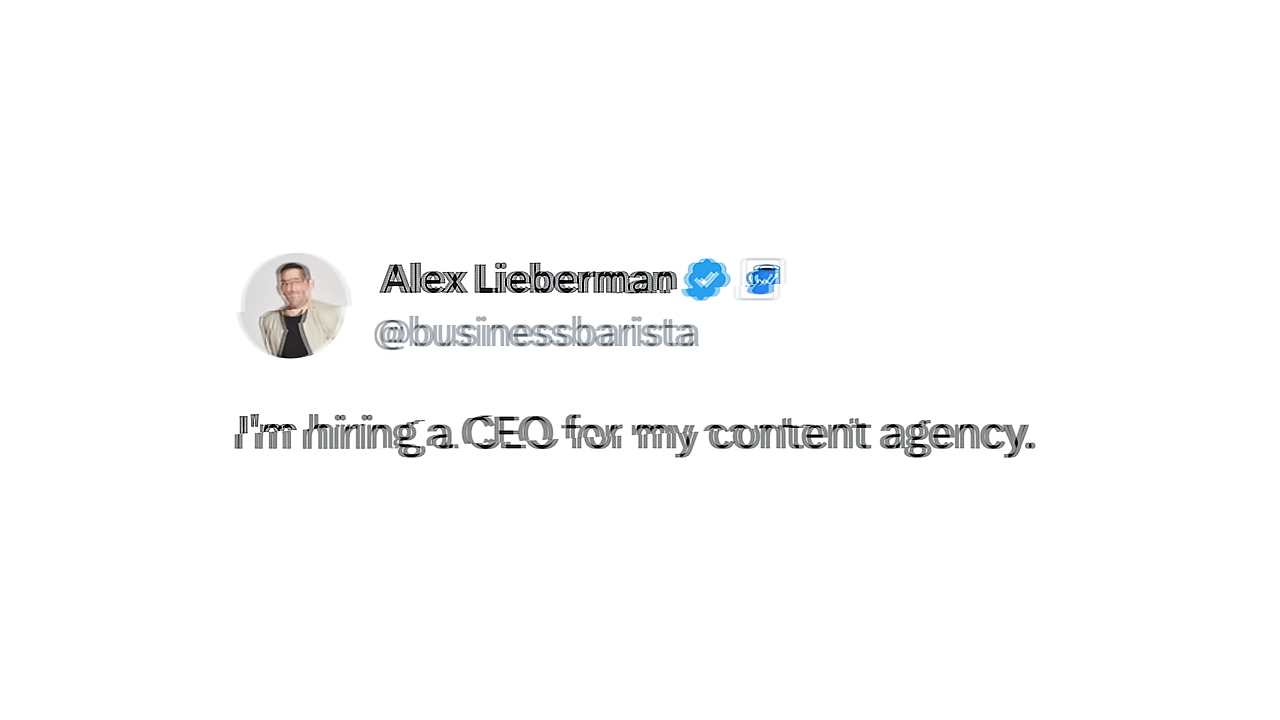 Alex Lieberman
@businessbarista
I'm hiring a CEO for my content agency.